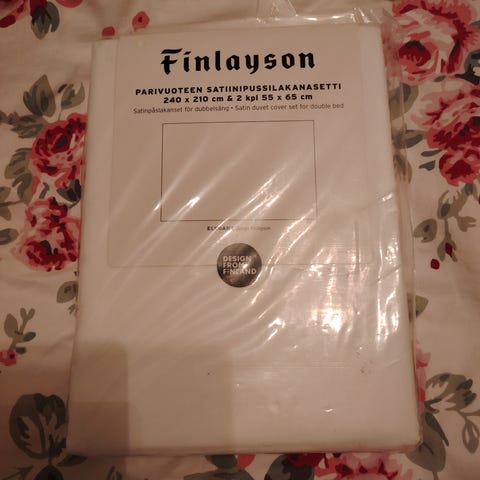 Finlayson
PARIVUOTEEN SATIINIPUSSILAKANASETTI
240 x 210 cm & 2 kpl 55 x 65 cm
Satinpåslakanset för dubbelsäng • Satin duvet cover set for double bed
Finlayson
DESIGN
FROM
FINLAND